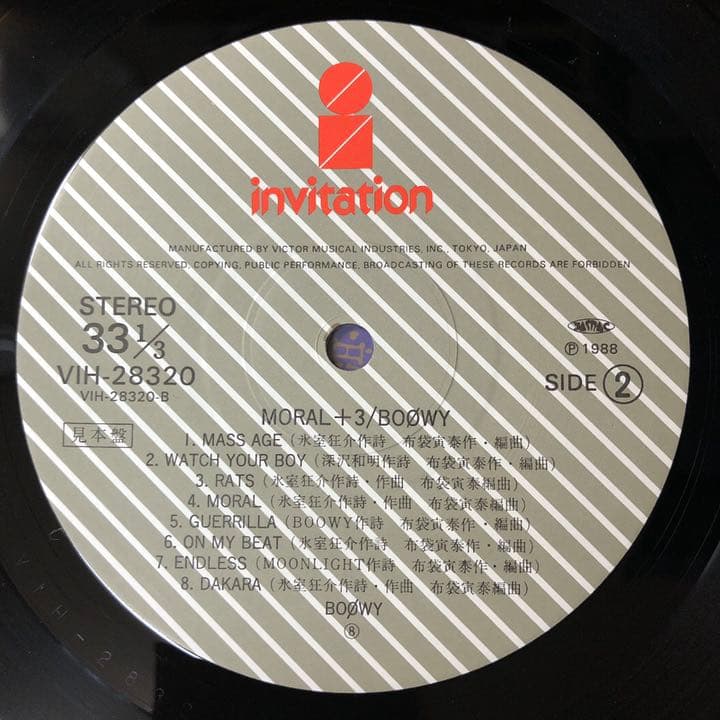 invitation
MANUFACTURED BY VICTOR MUSICAL INDUSTRIES, INC., TOKYO, JAPAN
ALL RIGHTS RESERVED, COPYING, PUBLIC PERFORMANCE, BROADCASTING OF THESE RECORDS ARE FORBIDDEN
STEREO
33 1/3
VIH-28320
VIH-28320-B
JASRAC
Ⓟ 1988
SIDE ②
見本盤
MORAL+3/BOØWY
1. MASS AGE (氷室狂介作詩 布袋寅泰作・編曲)
2. WATCH YOUR BOY (深沢和明作詩 布袋寅泰作・編曲)
3. RATS (氷室狂介作詩・作曲 布袋寅泰編曲)
4. MORAL (氷室狂介作詩・作曲 布袋寅泰編曲)
5. GUERRILLA (BOOWY作詩 布袋寅泰作・編曲)
6. ON MY BEAT (氷室狂介作詩 布袋寅泰作・編曲)
7. ENDLESS (MOONLIGHT作詩 布袋寅泰作・編曲)
8. DAKARA (氷室狂介作詩・作曲 布袋寅泰編曲)
BOØWY
⑧